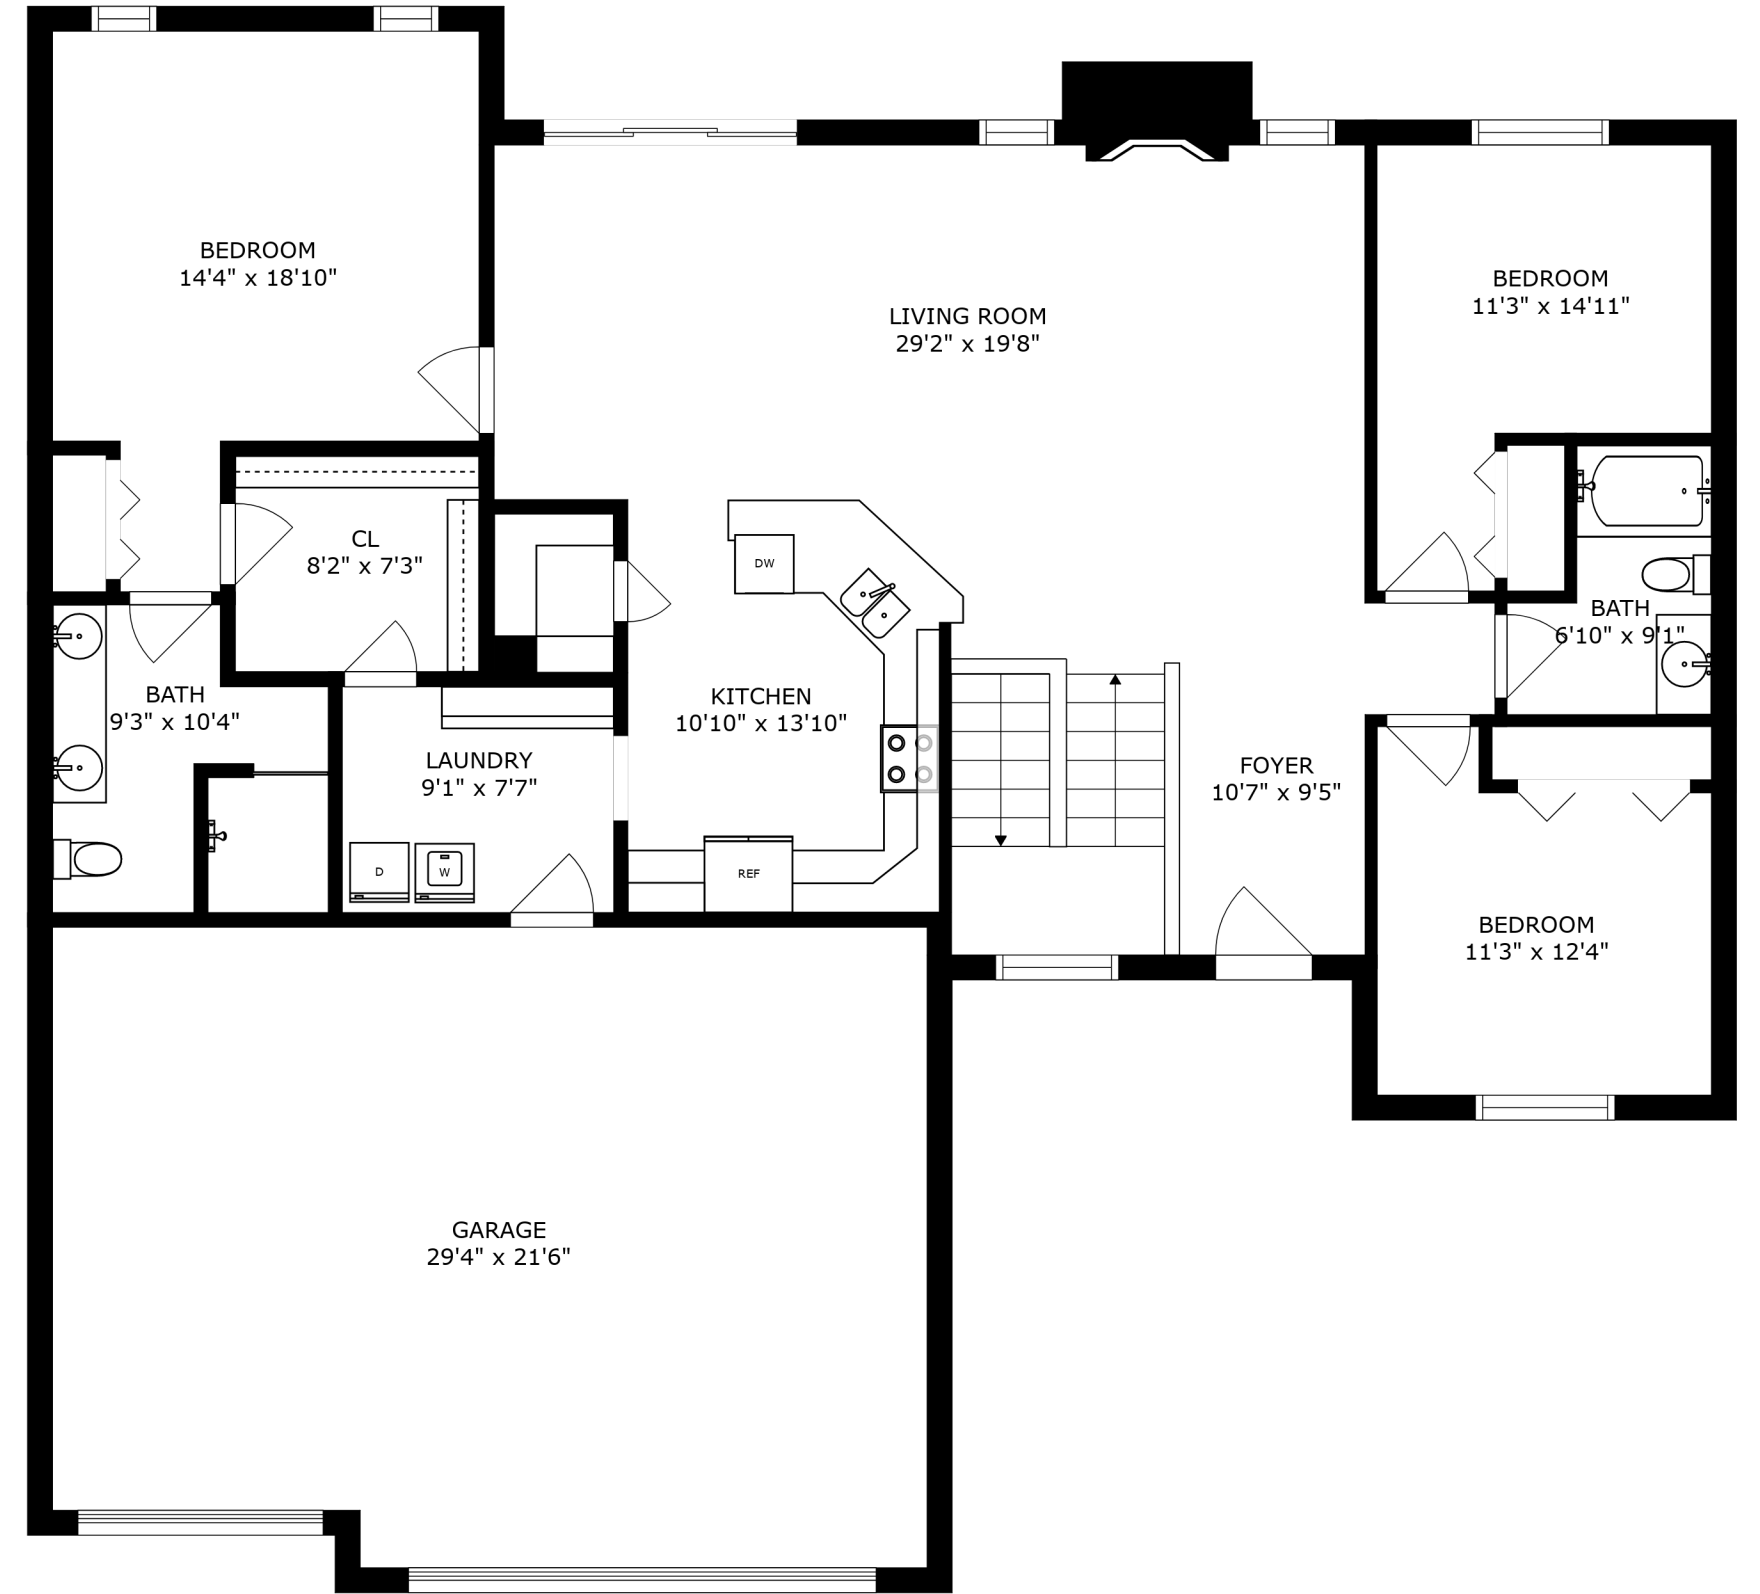 BEDROOM
14'4" x 18'10"
BEDROOM
11'3" x 14'11"
LIVING ROOM
29'2" x 19'8"
CL
8'2" x 7'3"
DW
BATH
6'10" x 9'1"
BATH
9'3" x 10'4"
KITCHEN
10'10" x 13'10"
LAUNDRY
9'1" x 7'7"
FOYER
10'7" x 9'5"
D
W
REF
BEDROOM
11'3" x 12'4"
GARAGE
29'4" x 21'6"